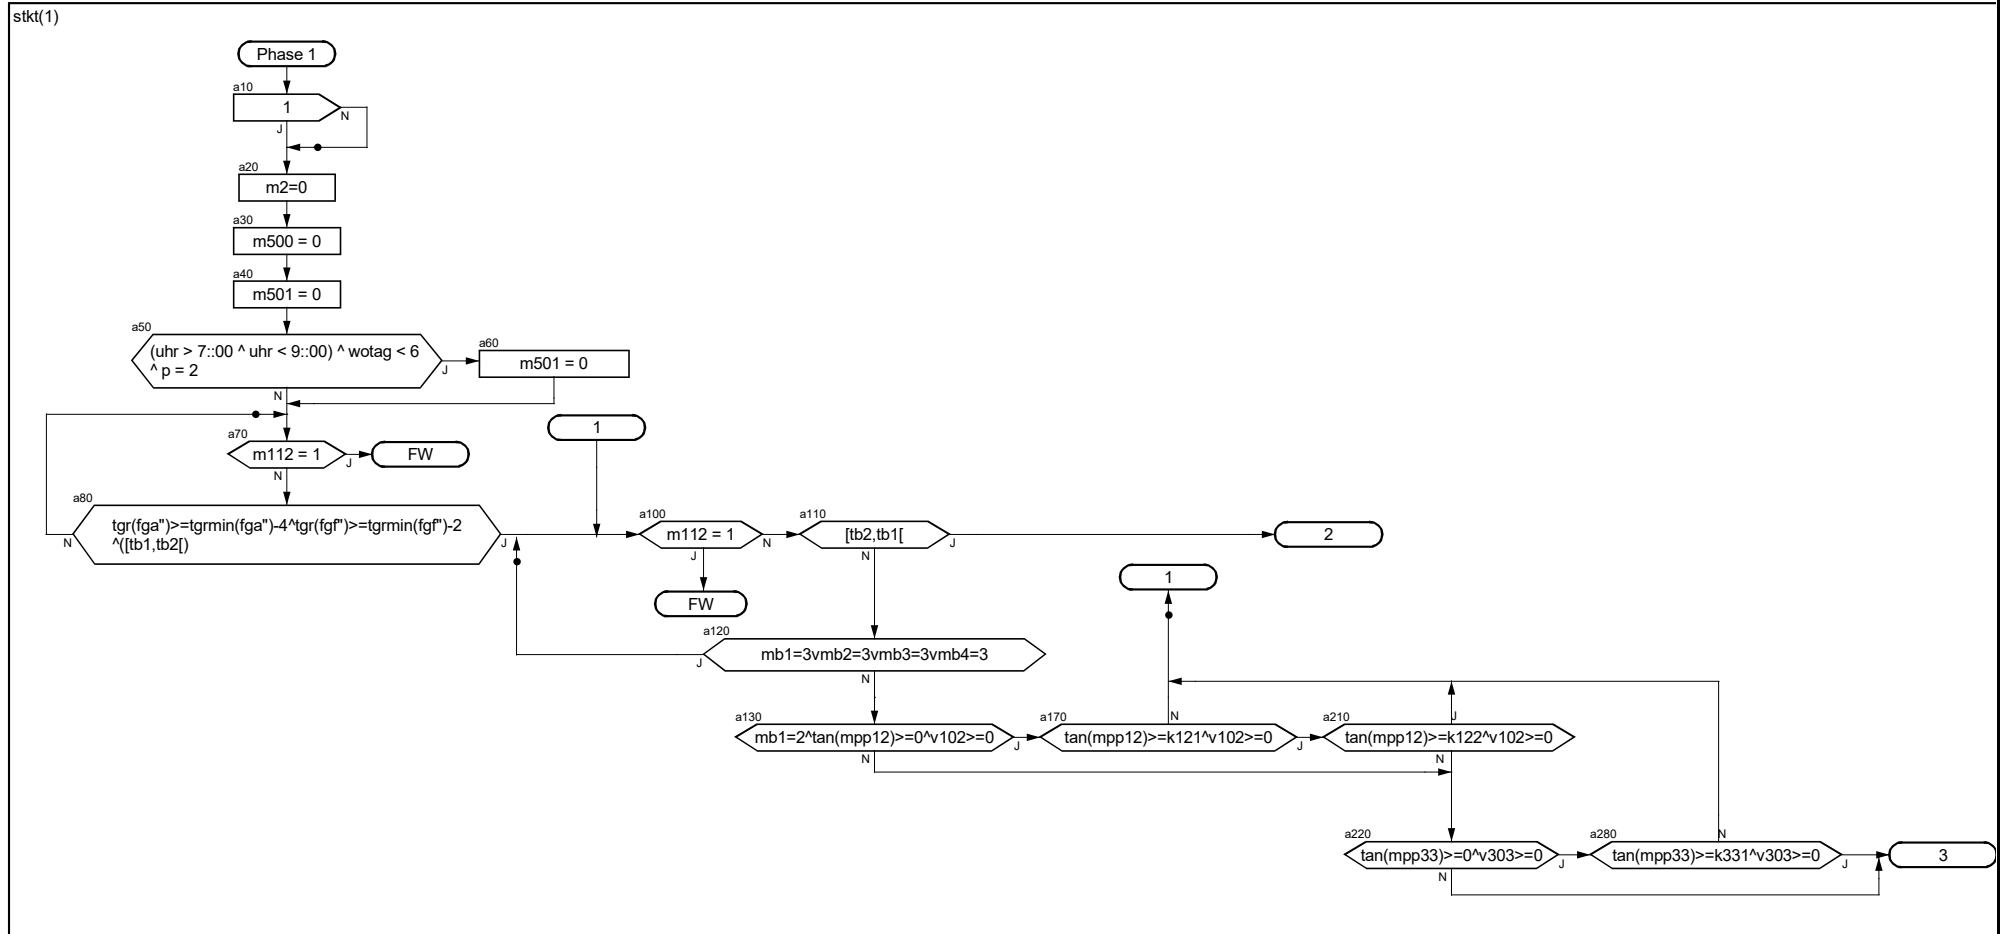 stkt(1)
Phase 1
a10
1
N
J
a20
m2=0
a30
m500 = 0
a40
m501 = 0
a50
(uhr > 7::00 ^ uhr < 9::00) ^ wotag < 6
^ p = 2
J
N
a60
m501 = 0
1
a70
m112 = 1
J
FW
N
a80
tgr(fga")>=tgrmin(fga")-4^tgr(fgf")>=tgrmin(fgf")-2
^([tb1,tb2[)
N
J
a100
m112 = 1
N
J
FW
a110
[tb2,tb1[
J
N
2
1
a120
mb1=3vmb2=3vmb3=3vmb4=3
J
N
a130
mb1=2^tan(mpp12)>=0^v102>=0
J
N
a170
N
tan(mpp12)>=k121^v102>=0
J
a210
J
tan(mpp12)>=k122^v102>=0
N
a220
tan(mpp33)>=0^v303>=0
J
N
a280
N
tan(mpp33)>=k331^v303>=0
J
3